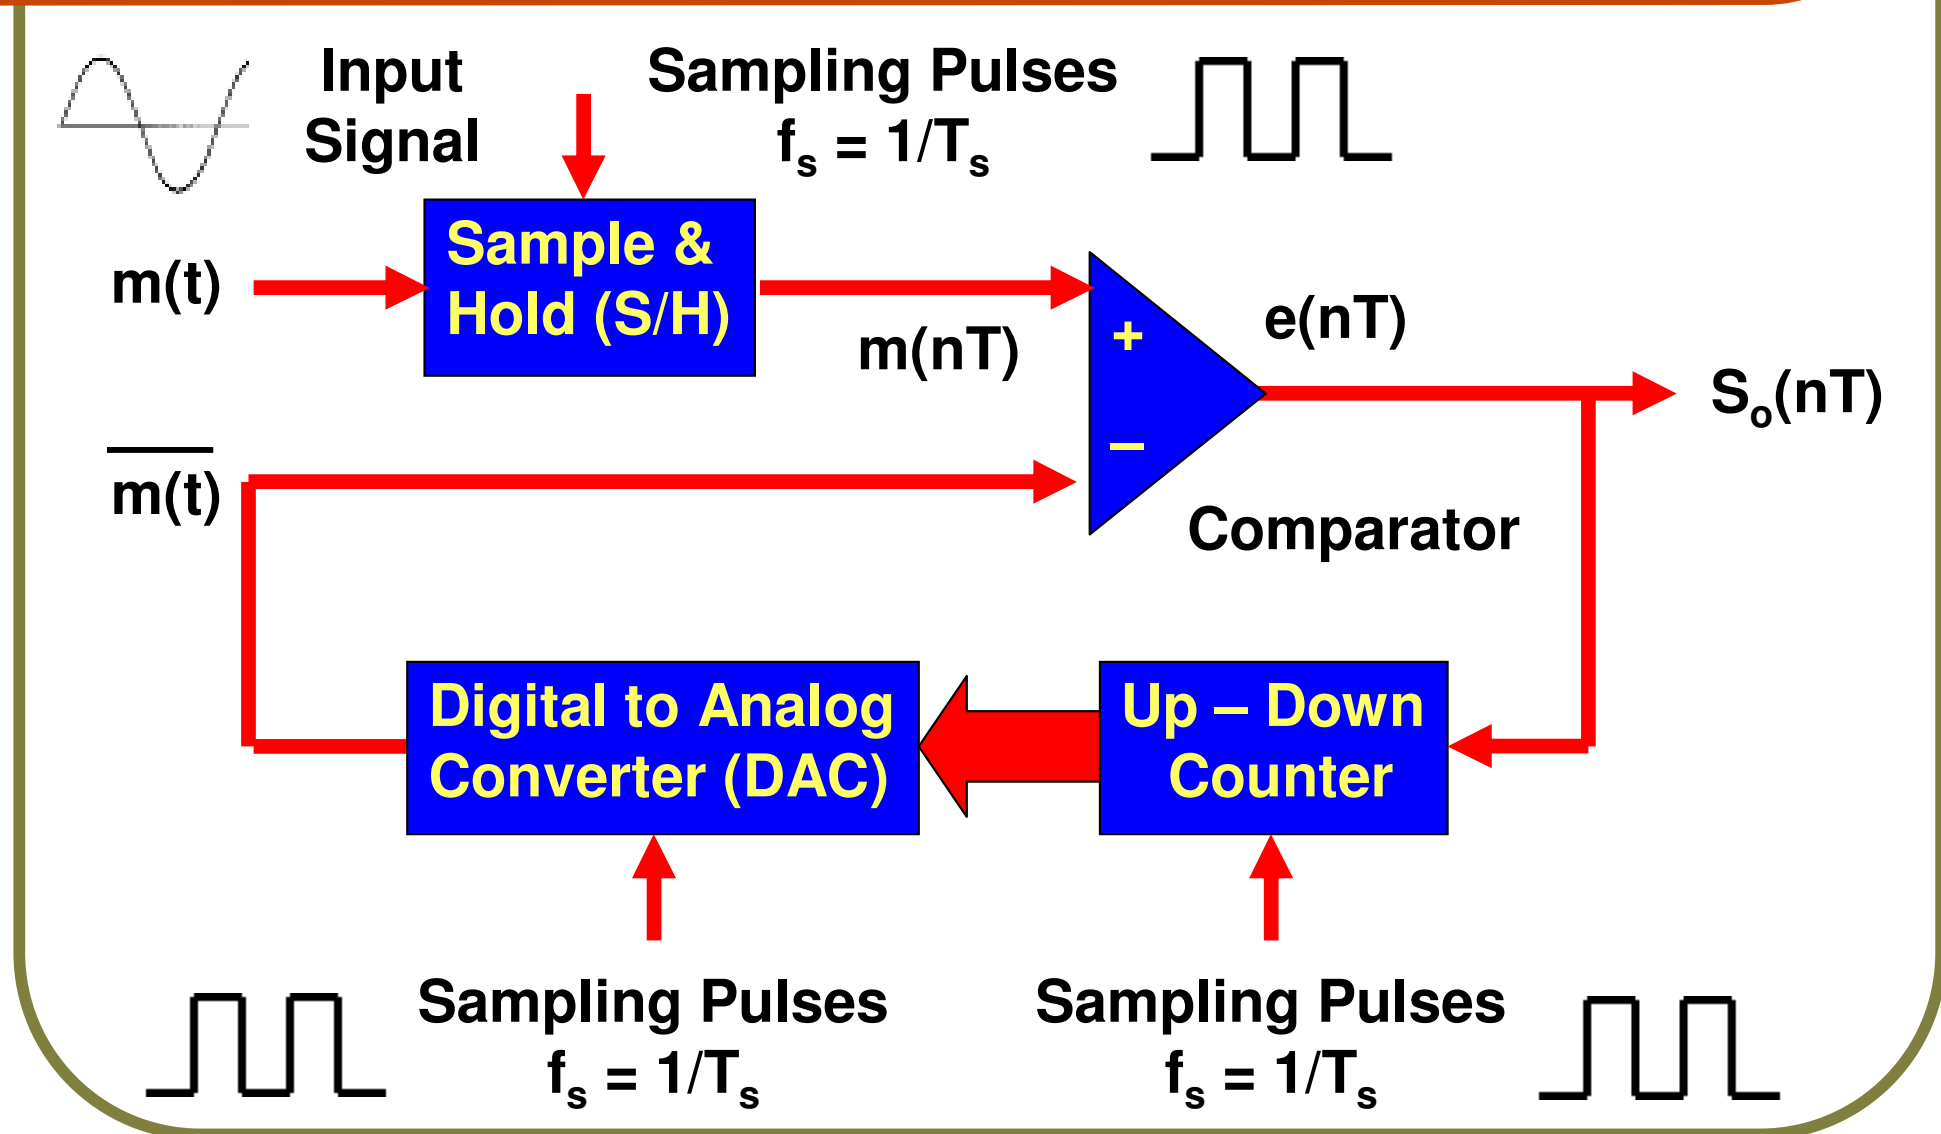 Input
Signal
Sampling Pulses
fₛ = 1/Tₛ
m(t)
Sample &
Hold (S/H)
m(nT)
+
–
e(nT)
Sₒ(nT)
Comparator
m̅(̅t̅)̅
Digital to Analog
Converter (DAC)
Up – Down
Counter
Sampling Pulses
fₛ = 1/Tₛ
Sampling Pulses
fₛ = 1/Tₛ